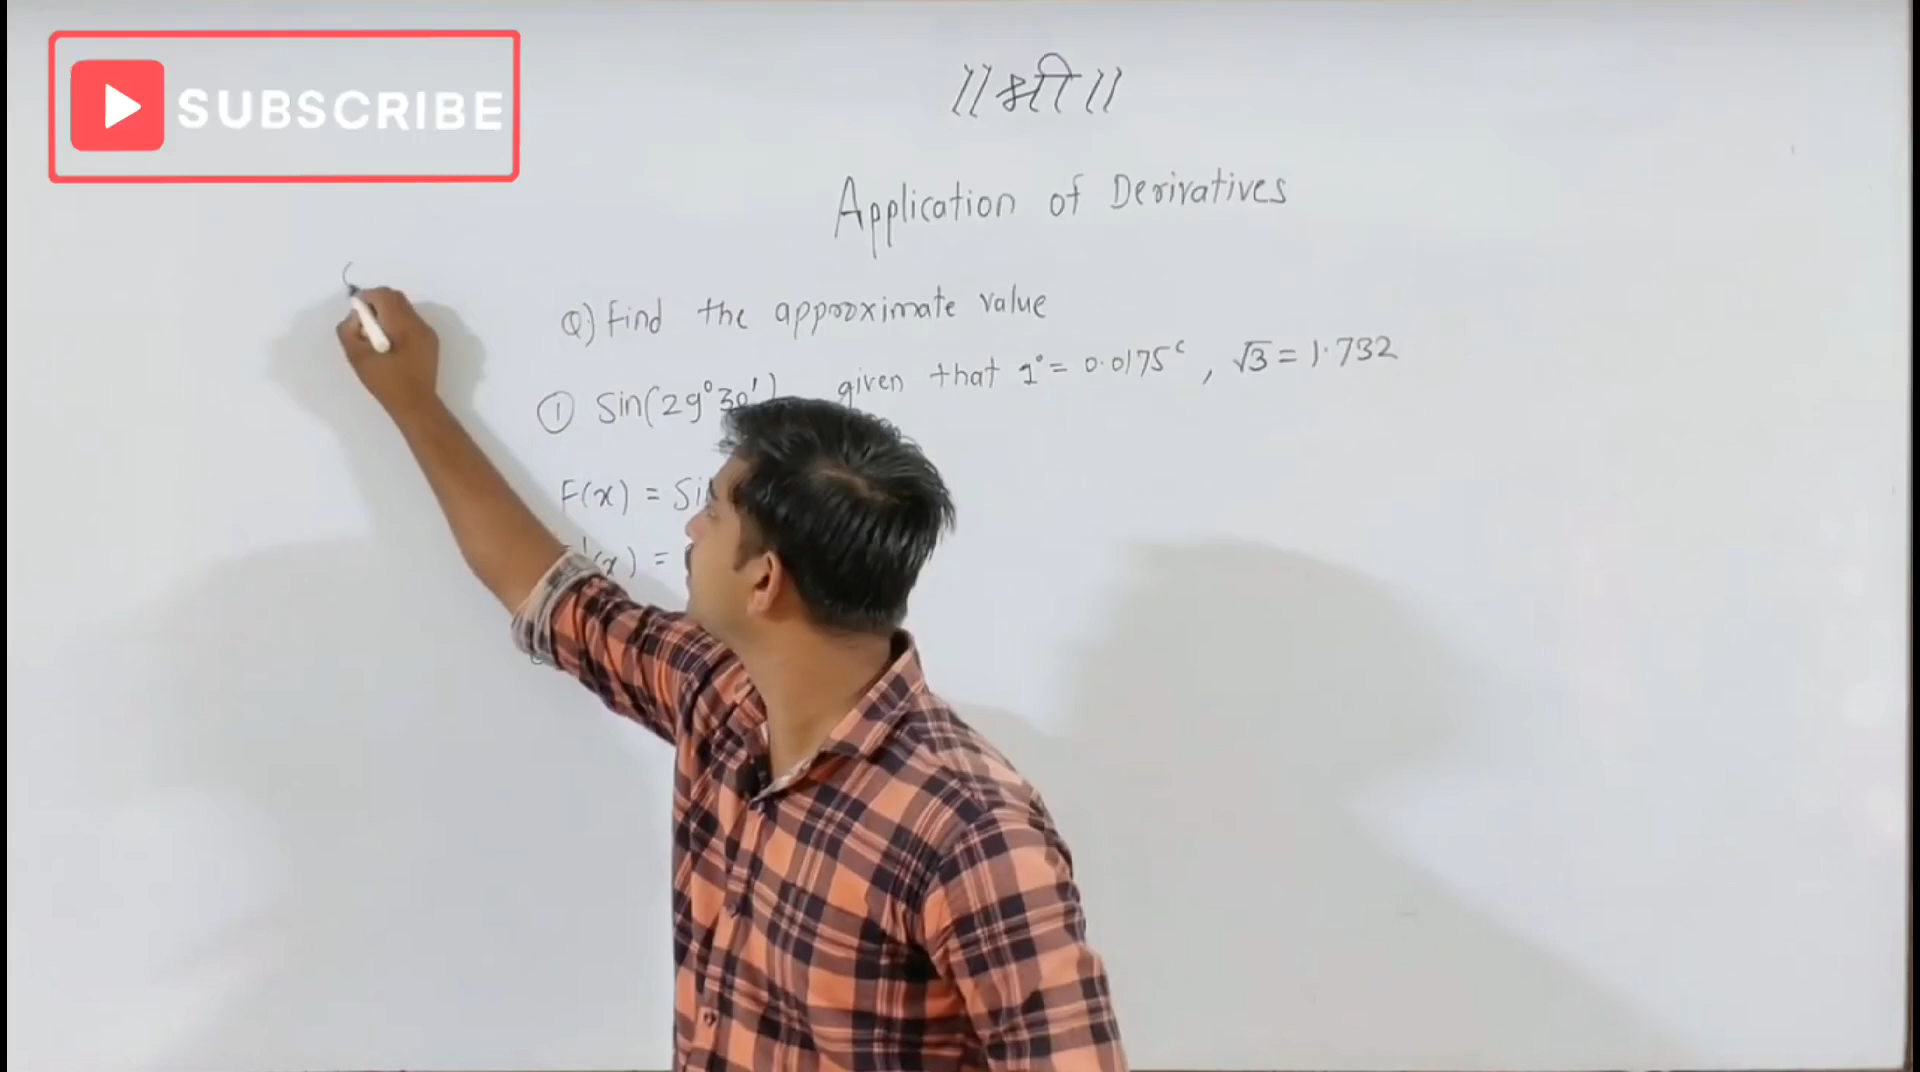 SUBSCRIBE
॥श्री॥
Application of Derivatives
Q) Find the approximate value
① Sin(29°30') given that 1° = 0.0175ᶜ, √3 = 1.732
F(x) = Sin
(x) =